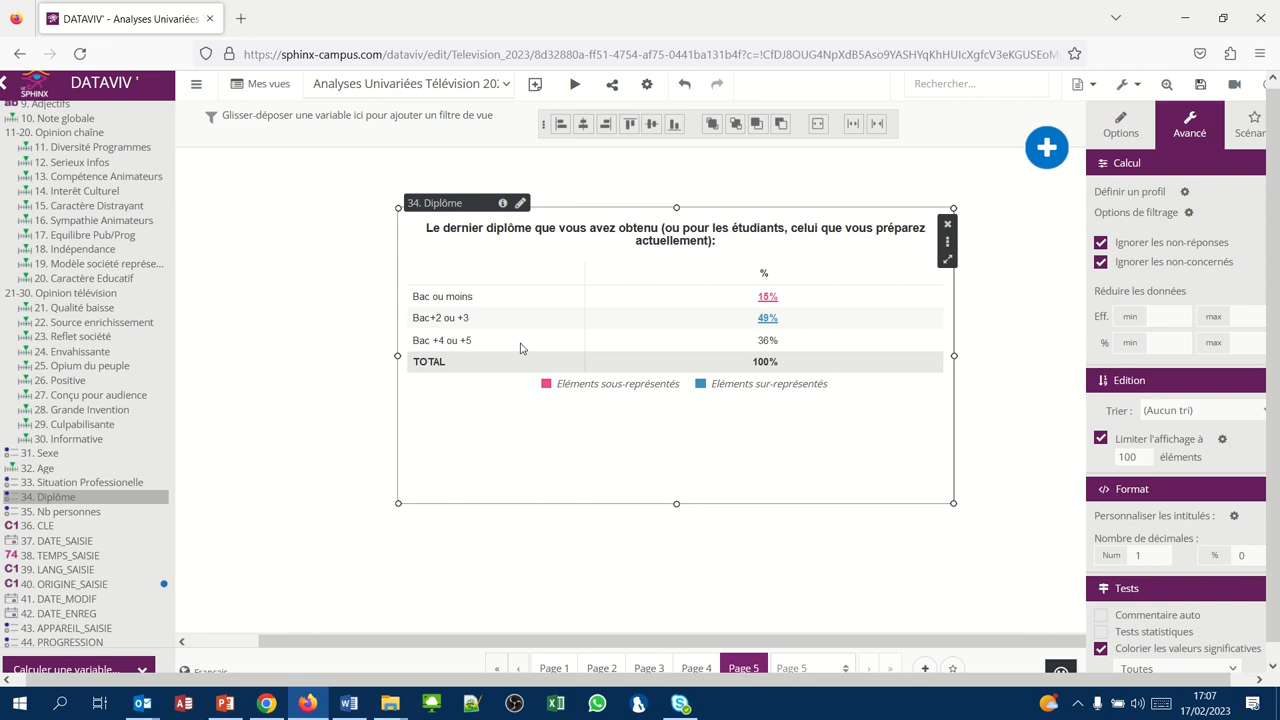 DATAVIV' - Analyses Univariées
https://sphinx-campus.com/dataviv/edit/Television_2023/8d32880a-ff51-4754-af75-0441ba131b4f?c=!CfDJ8OUG4NpXdB5Aso9YASHYqKhHUIcXgfcV3eKGUSEoM
LE SPHINX
DATAVIV '
Mes vues
Analyses Univariées Télévision 202
Rechercher...
9. Adjectifs
10. Note globale
11-20. Opinion chaîne
11. Diversité Programmes
12. Serieux Infos
13. Compétence Animateurs
14. Interêt Culturel
15. Caractère Distrayant
16. Sympathie Animateurs
17. Equilibre Pub/Prog
18. Indépendance
19. Modèle société représe...
20. Caractère Educatif
21-30. Opinion télévision
21. Qualité baisse
22. Source enrichissement
23. Reflet société
24. Envahissante
25. Opium du peuple
26. Positive
27. Conçu pour audience
28. Grande Invention
29. Culpabilisante
30. Informative
31. Sexe
32. Age
33. Situation Professionelle
34. Diplôme
35. Nb personnes
36. CLE
37. DATE_SAISIE
74 38. TEMPS_SAISIE
39. LANG_SAISIE
40. ORIGINE_SAISIE
41. DATE_MODIF
42. DATE_ENREG
43. APPAREIL_SAISIE
44. PROGRESSION
Calculer une variable
Glisser-déposer une variable ici pour ajouter un filtre de vue
34. Diplôme
Le dernier diplôme que vous avez obtenu (ou pour les étudiants, celui que vous préparez
actuellement):
%
Bac ou moins 15%
Bac+2 ou +3 49%
Bac +4 ou +5 36%
TOTAL 100%
Eléments sous-représentés Eléments sur-représentés
Français
« ‹ Page 1 Page 2 Page 3 Page 4 Page 5 Page 5 › »
Options
Avancé
Scénar
Calcul
Définir un profil
Options de filtrage
Ignorer les non-réponses
Ignorer les non-concernés
Réduire les données
Eff. min max
% min max
Edition
Trier : (Aucun tri)
Limiter l'affichage à
100 éléments
Format
Personnaliser les intitulés :
Nombre de décimales :
Num 1 % 0
Tests
Commentaire auto
Tests statistiques
Colorier les valeurs significatives
Toutes
17:07
17/02/2023